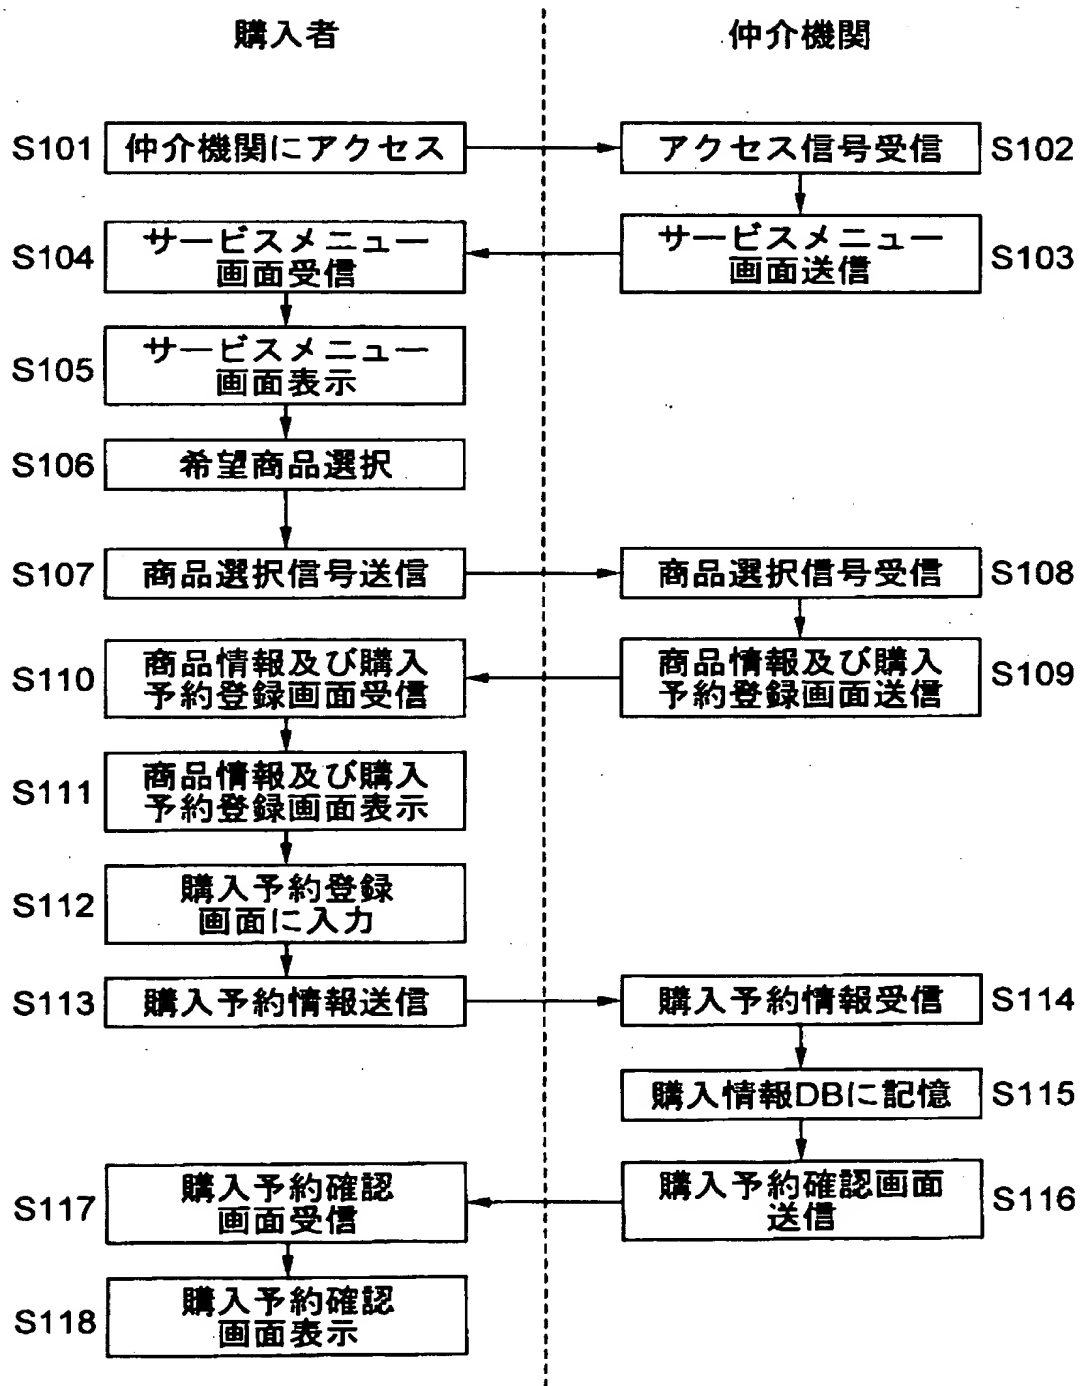 購入者
仲介機関
S101 仲介機関にアクセス
アクセス信号受信 S102
サービスメニュー
画面送信
S103
S104
サービスメニュー
画面受信
S105
サービスメニュー
画面表示
S106 希望商品選択
S107 商品選択信号送信
商品選択信号受信 S108
商品情報及び購入
予約登録画面送信
S109
S110
商品情報及び購入
予約登録画面受信
S111
商品情報及び購入
予約登録画面表示
S112
購入予約登録
画面に入力
S113 購入予約情報送信
購入予約情報受信 S114
購入情報DBに記憶 S115
購入予約確認画面
送信
S116
S117
購入予約確認
画面受信
S118
購入予約確認
画面表示